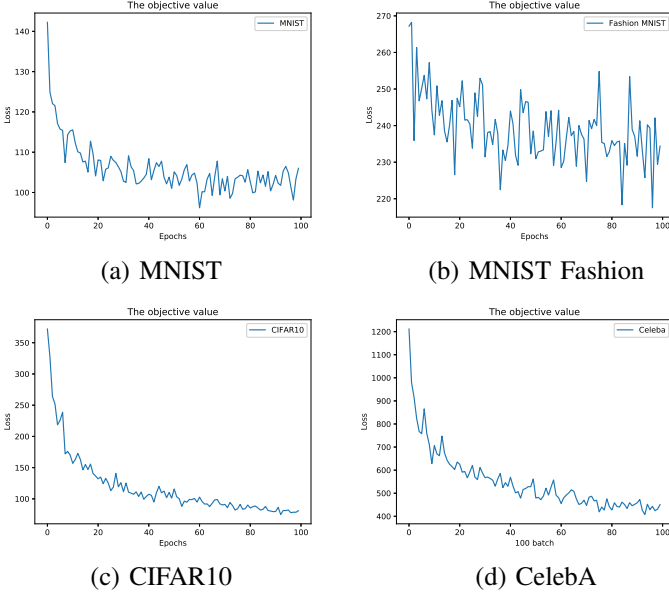 The objective value
MNIST
140
130
120
110
100
Loss
0
20
40
60
80
100
Epochs
(a) MNIST
The objective value
Fashion MNIST
270
260
250
240
230
220
Loss
0
20
40
60
80
100
Epochs
(b) MNIST Fashion
The objective value
CIFAR10
350
300
250
200
150
100
Loss
0
20
40
60
80
100
Epochs
(c) CIFAR10
The objective value
Celeba
1200
1100
1000
900
800
700
600
500
400
Loss
0
20
40
60
80
100
100 batch
(d) CelebA